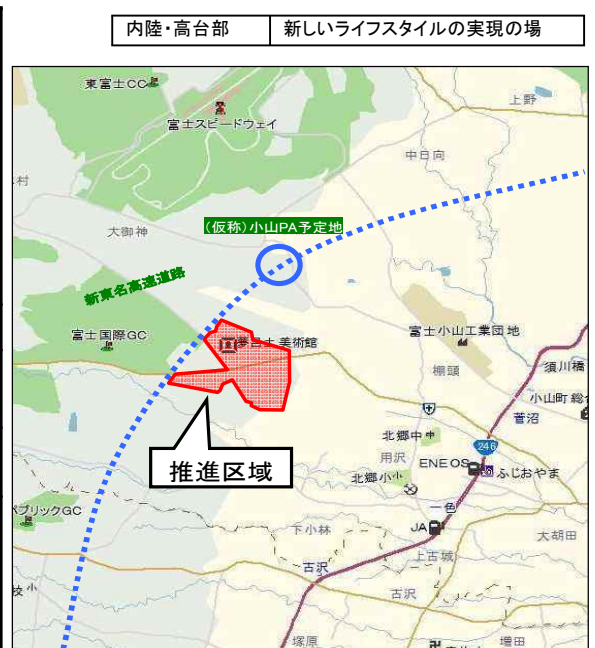 内陸・高台部 新しいライフスタイルの実現の場
東富士CC
富士スピードウェイ
上野
中日向
村
大御神
(仮称)小山PA予定地
新東名高速道路
富士国際GC
美術館
富士小山工業団地
須川橋
棚頭
小山町総合
菅沼
推進区域
北郷中
246
用沢
ENEOS
ふじおやま
北郷小
パブリックGC
一色
JA
下小林
大胡田
上古城
古沢
校
古沢
塚原
増田